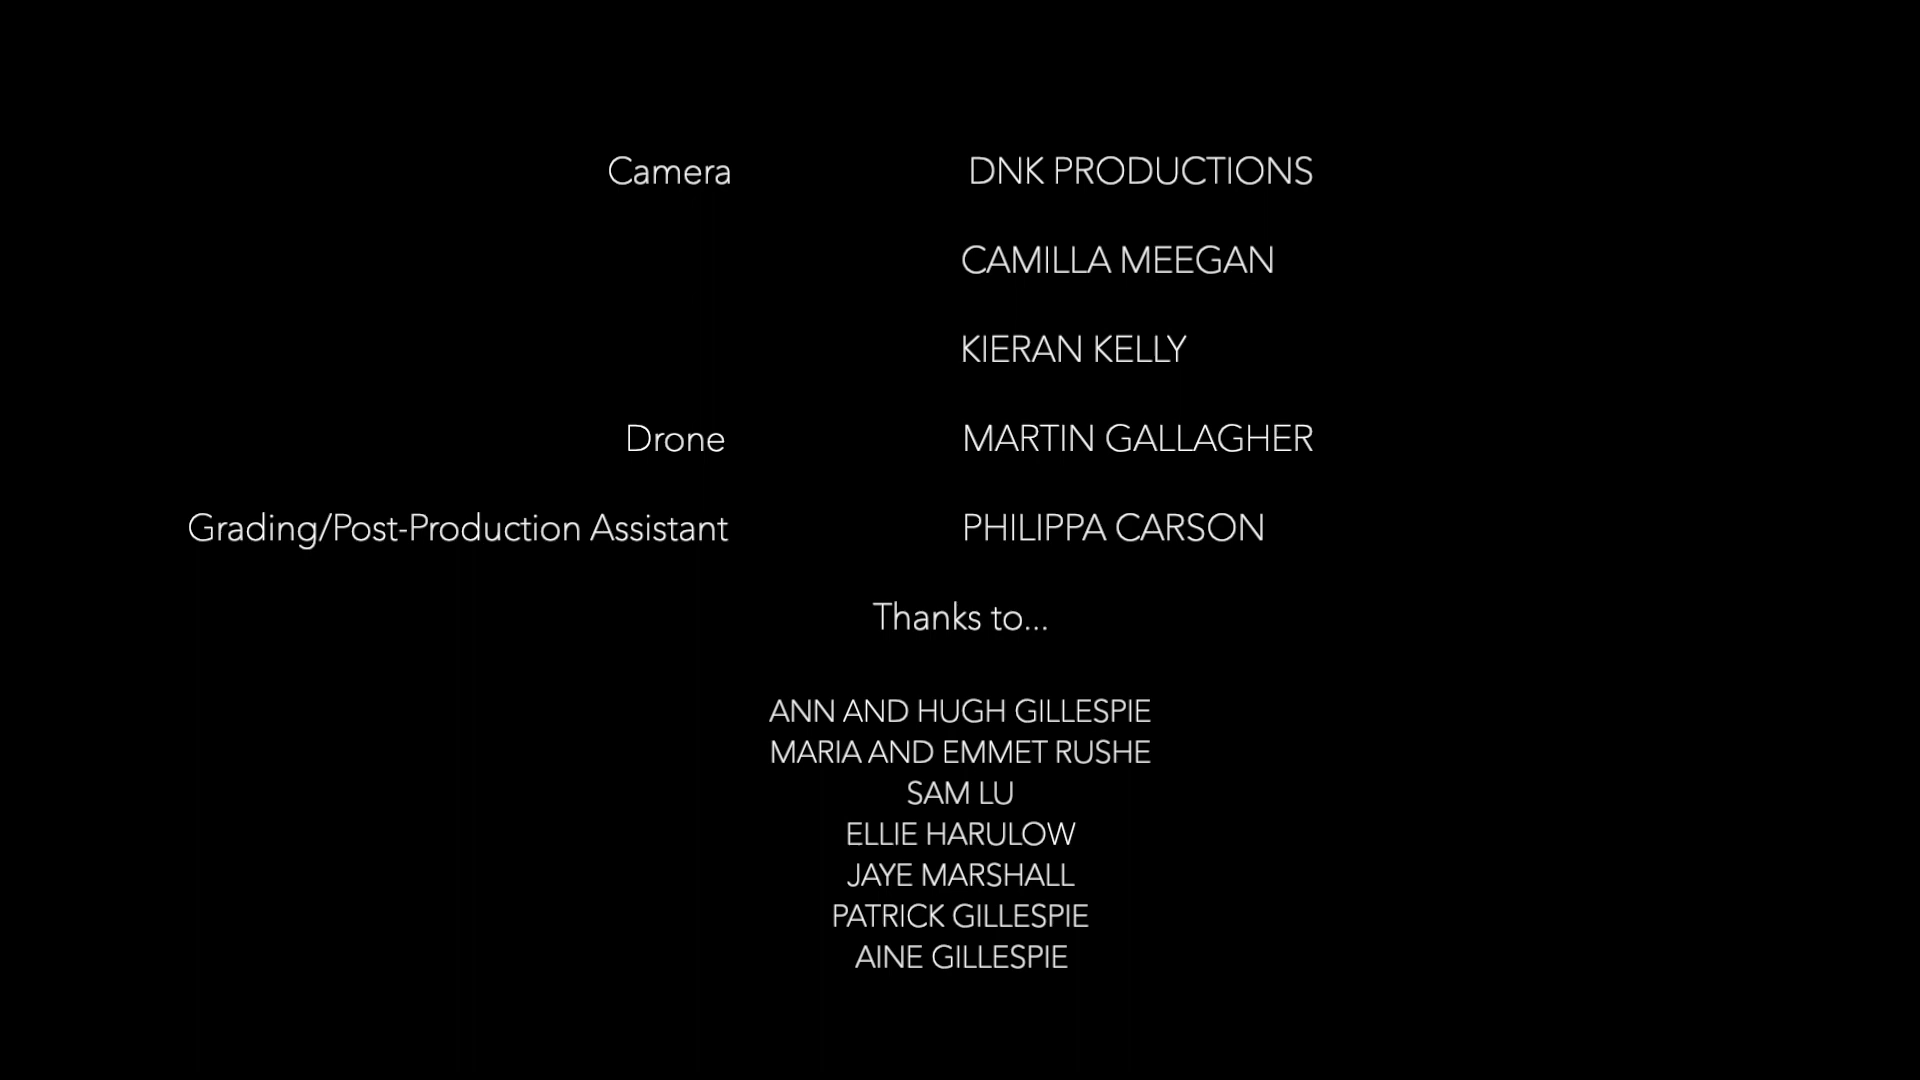 Camera DNK PRODUCTIONS
CAMILLA MEEGAN
KIERAN KELLY
Drone MARTIN GALLAGHER
Grading/Post-Production Assistant PHILIPPA CARSON
Thanks to...
ANN AND HUGH GILLESPIE
MARIA AND EMMET RUSHE
SAM LU
ELLIE HARULOW
JAYE MARSHALL
PATRICK GILLESPIE
AINE GILLESPIE